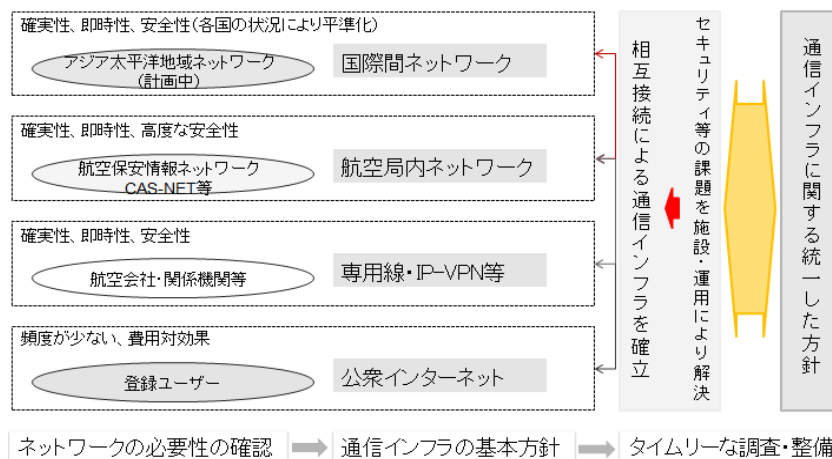 確実性、即時性、安全性(各国の状況により平準化)
アジア太平洋地域ネットワーク
(計画中)
国際間ネットワーク
確実性、即時性、高度な安全性
航空保安情報ネットワーク
CAS-NET等
航空局内ネットワーク
確実性、即時性、安全性
航空会社・関係機関等
専用線・IP-VPN等
頻度が少ない、費用対効果
登録ユーザー
公衆インターネット
相互接続による通信インフラを確立
セキュリティ等の課題を施設・運用により解決
通信インフラに関する統一した方針
ネットワークの必要性の確認
通信インフラの基本方針
タイムリーな調査・整備